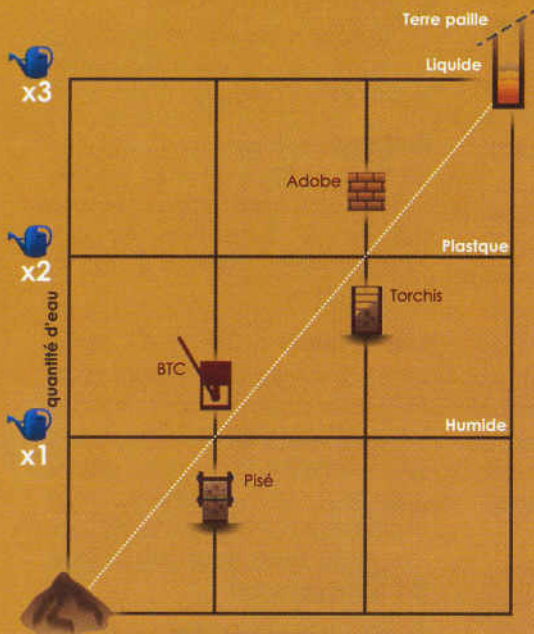 Terre paille
Liquide
x3
Adobe
Plastque
x2
Torchis
quantité d'eau
BTC
Humide
x1
Pisé